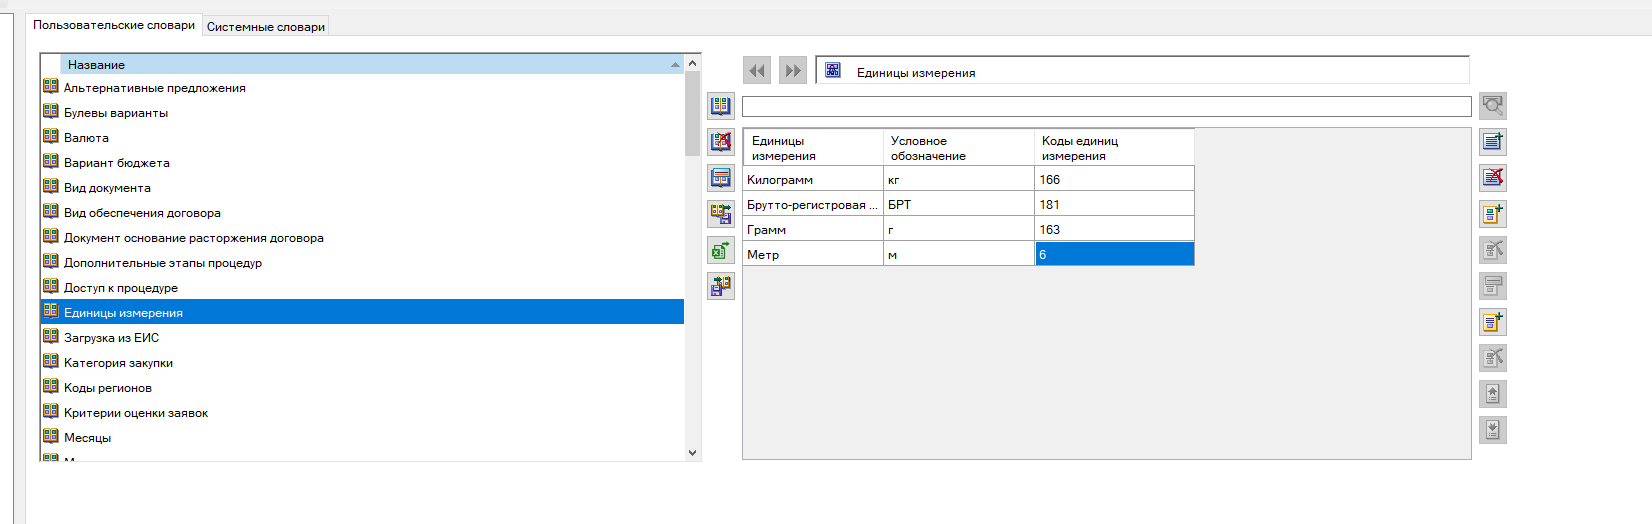 Пользовательские словари
Системные словари
Название
Альтернативные предложения
Булевы варианты
Валюта
Вариант бюджета
Вид документа
Вид обеспечения договора
Документ основание расторжения договора
Дополнительные этапы процедур
Доступ к процедуре
Единицы измерения
Загрузка из ЕИС
Категория закупки
Коды регионов
Критерии оценки заявок
Месяцы
Единицы измерения
Единицы измерения
Условное обозначение
Коды единиц измерения
Килограмм кг 166
Брутто-регистровая ... БРТ 181
Грамм г 163
Метр м 6